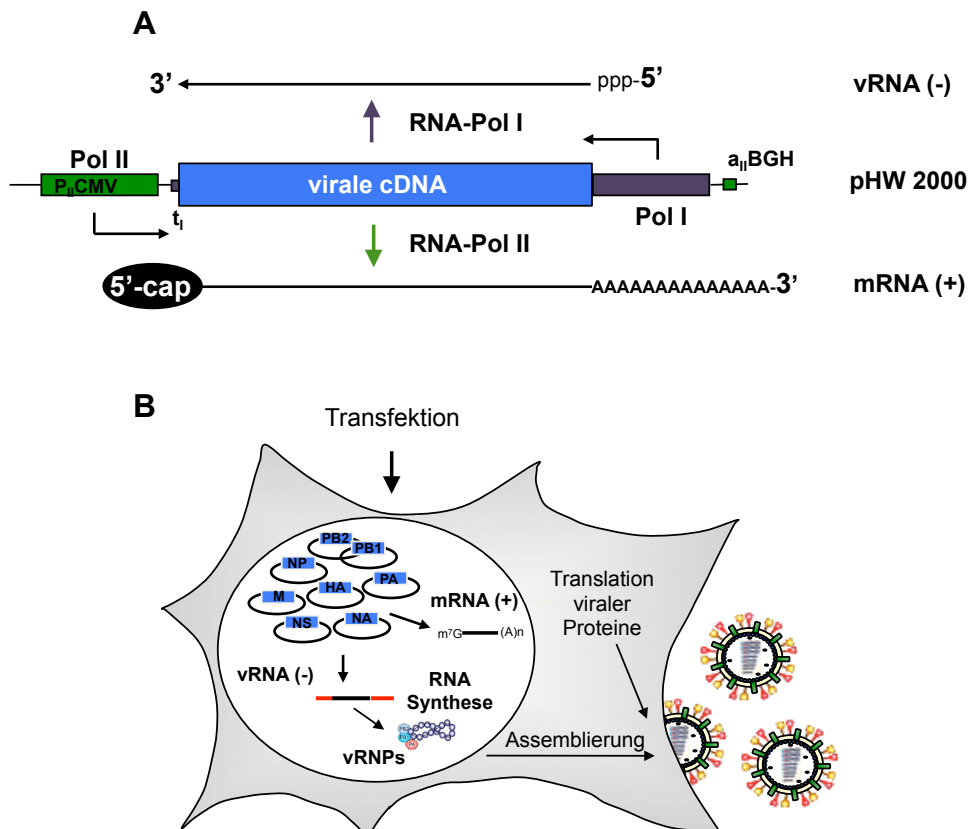 A
3’
ppp-5’
vRNA (-)
RNA-Pol I
Pol II
aIIBGH
PIICMV
virale cDNA
pHW 2000
tI
Pol I
RNA-Pol II
5’-cap
AAAAAAAAAAAAAA-3’
mRNA (+)
B
Transfektion
PB2
PB1
NP
PA
HA
M
NA
NS
mRNA (+)
m7G
(A)n
Translation
viraler
Proteine
vRNA (-)
RNA
Synthese
PA
vRNPs
Assemblierung